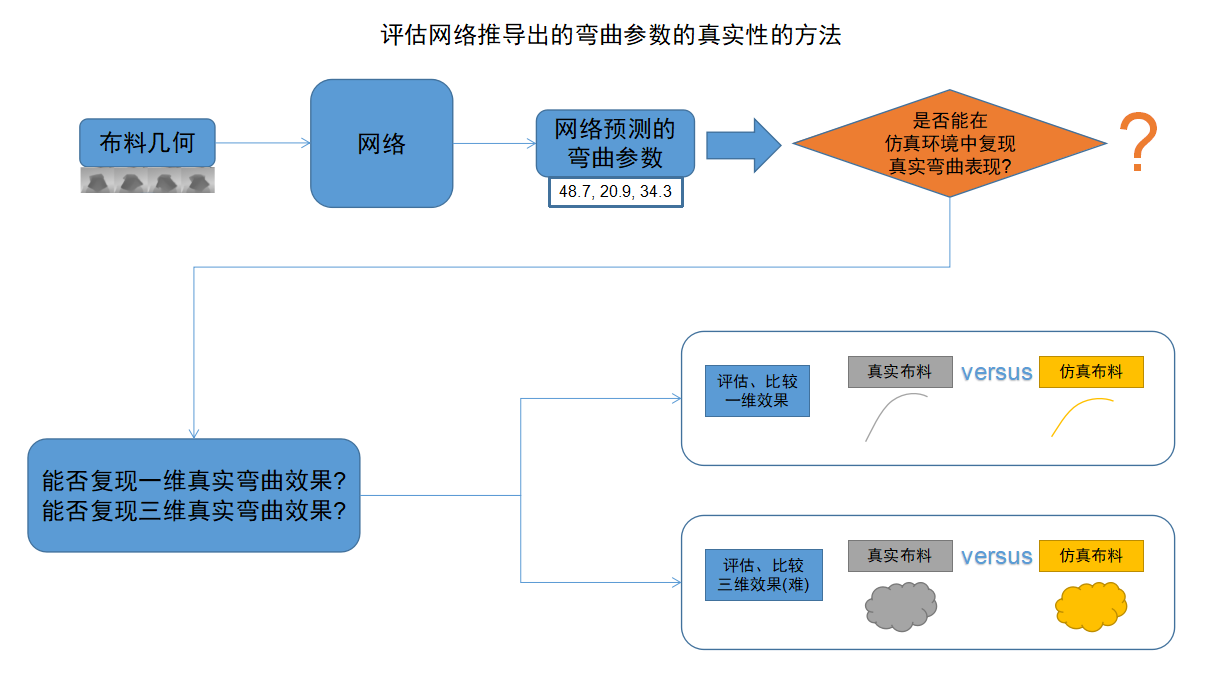 评估网络推导出的弯曲参数的真实性的方法
布料几何
网络
网络预测的
弯曲参数
48.7, 20.9, 34.3
是否能在
仿真环境中复现
真实弯曲表现?
?
能否复现一维真实弯曲效果?
能否复现三维真实弯曲效果?
评估、比较
一维效果
真实布料
versus
仿真布料
评估、比较
三维效果(难)
真实布料
versus
仿真布料